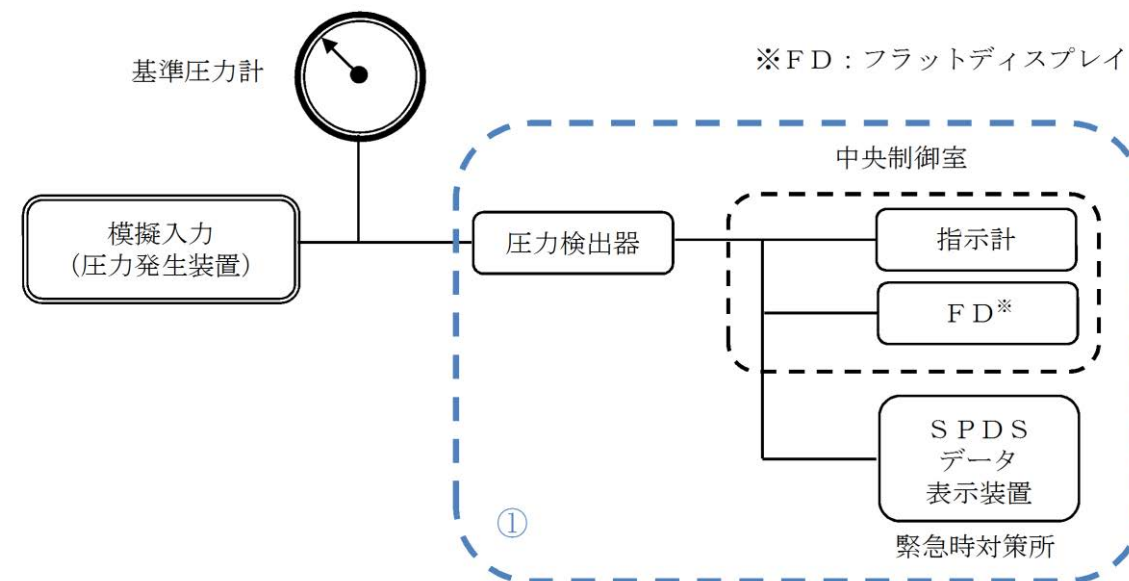 基準圧力計
※ＦＤ：フラットディスプレイ
中央制御室
模擬入力
（圧力発生装置）
圧力検出器
指示計
ＦＤ※
ＳＰＤＳ
データ
表示装置
①
緊急時対策所